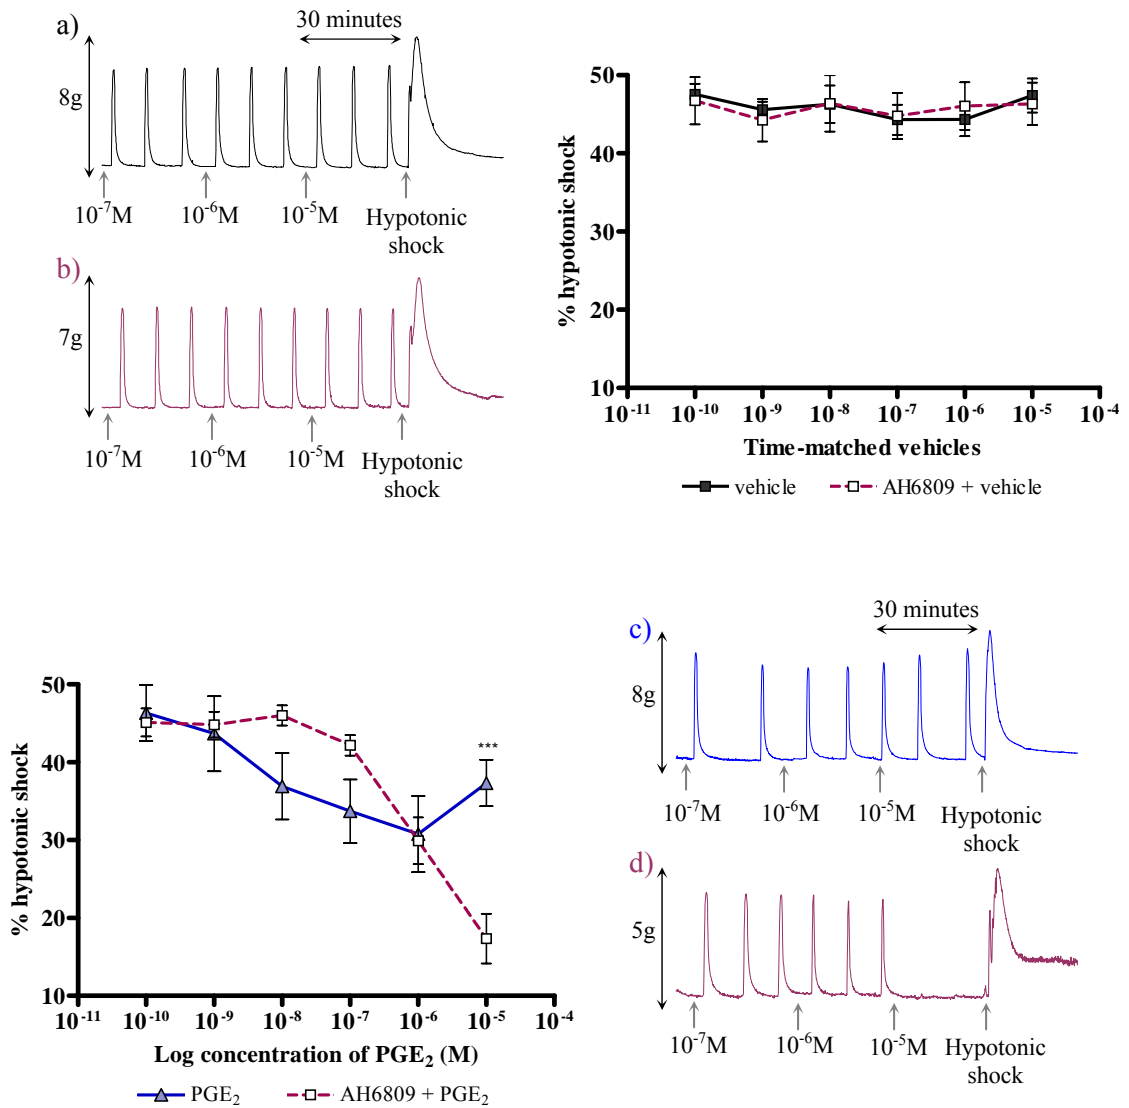 a)
30 minutes
8g
10⁻⁷M
10⁻⁶M
10⁻⁵M
Hypotonic
shock
b)
7g
10⁻⁷M
10⁻⁶M
10⁻⁵M
Hypotonic
shock
% hypotonic shock
50
40
30
20
10
10⁻¹¹ 10⁻¹⁰ 10⁻⁹ 10⁻⁸ 10⁻⁷ 10⁻⁶ 10⁻⁵ 10⁻⁴
Time-matched vehicles
vehicle
AH6809 + vehicle
% hypotonic shock
50
40
30
20
10
***
10⁻¹¹ 10⁻¹⁰ 10⁻⁹ 10⁻⁸ 10⁻⁷ 10⁻⁶ 10⁻⁵ 10⁻⁴
Log concentration of PGE₂ (M)
PGE₂
AH6809 + PGE₂
c)
30 minutes
8g
10⁻⁷M
10⁻⁶M
10⁻⁵M
Hypotonic
shock
d)
5g
10⁻⁷M
10⁻⁶M
10⁻⁵M
Hypotonic
shock